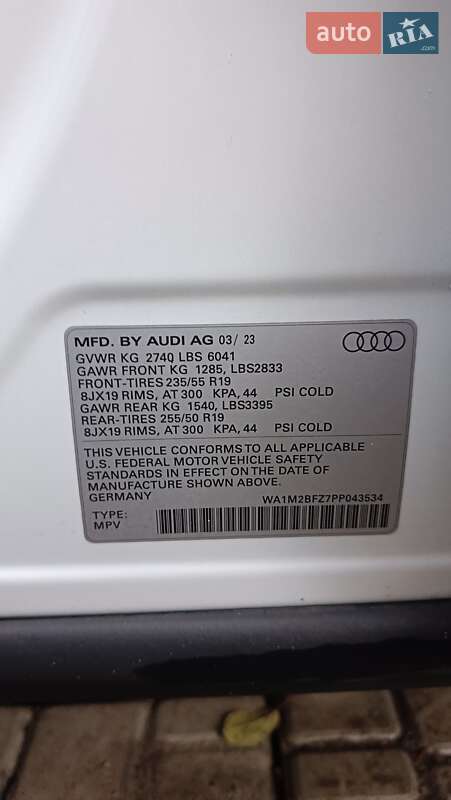 auto RIA.com
MFD. BY AUDI AG 03/ 23
GVWR KG 2740 LBS 6041
GAWR FRONT KG 1285, LBS2833
FRONT-TIRES 235/55 R19
8JX19 RIMS, AT 300 KPA, 44 PSI COLD
GAWR REAR KG 1540, LBS3395
REAR-TIRES 255/50 R19
8JX19 RIMS, AT 300 KPA, 44 PSI COLD
THIS VEHICLE CONFORMS TO ALL APPLICABLE
U.S. FEDERAL MOTOR VEHICLE SAFETY
STANDARDS IN EFFECT ON THE DATE OF
MANUFACTURE SHOWN ABOVE.
GERMANY WA1M2BFZ7PP043534
TYPE:
MPV